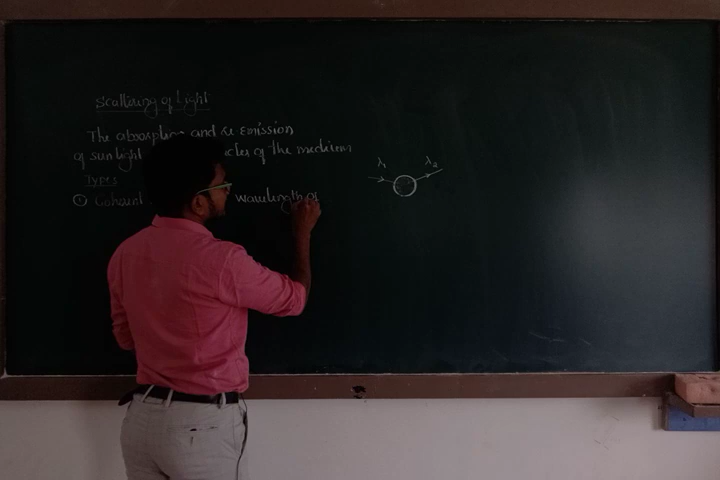 Scattering of Light
The absorption and re emission
of sunlight cles of the medium
Types
① Coherent wavelength of
λ₁ λ₂